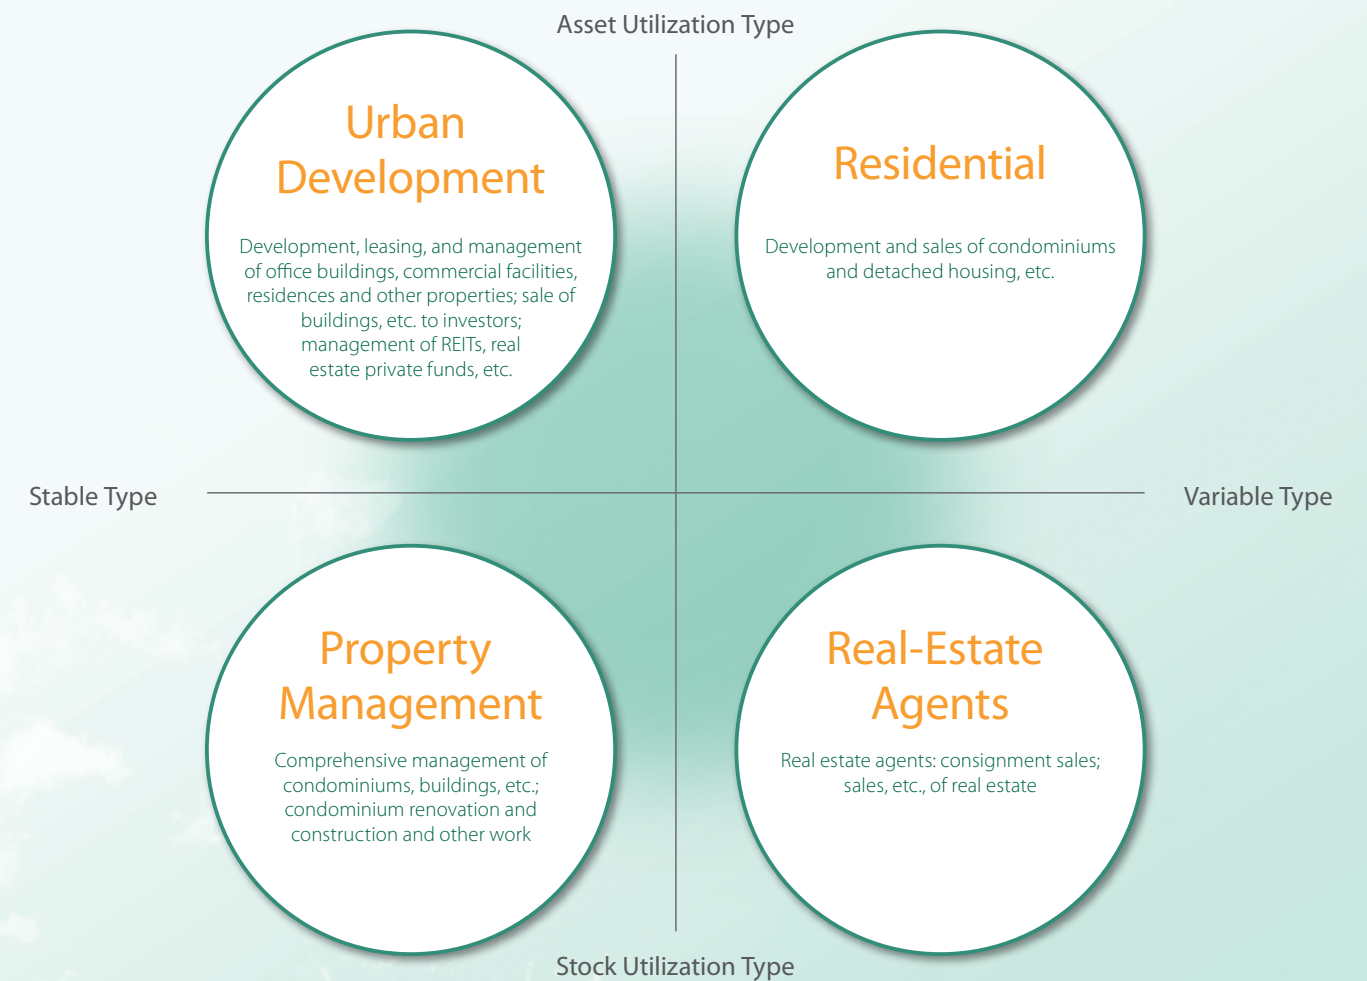 Asset Utilization Type
Urban
Development
Development, leasing, and management
of office buildings, commercial facilities,
residences and other properties; sale of
buildings, etc. to investors;
management of REITs, real
estate private funds, etc.
Residential
Development and sales of condominiums
and detached housing, etc.
Stable Type
Variable Type
Property
Management
Comprehensive management of
condominiums, buildings, etc.;
condominium renovation and
construction and other work
Real-Estate
Agents
Real estate agents: consignment sales;
sales, etc., of real estate
Stock Utilization Type